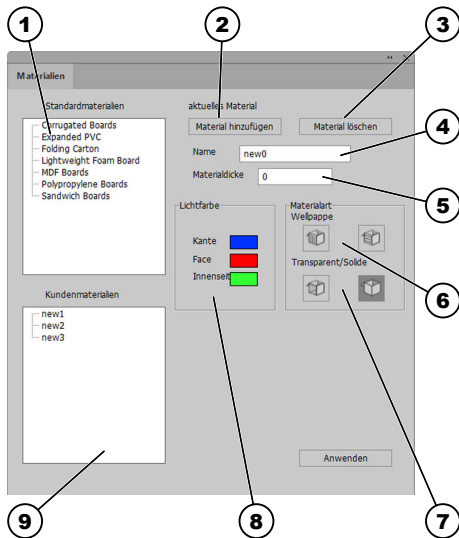 1
2
3
Materialien
Standardmaterialien
Corrugated Boards
Expanded PVC
Folding Carton
Lightweight Foam Board
MDF Boards
Polypropylene Boards
Sandwich Boards
aktuelles Material
Material hinzufügen
Material löschen
Name
new0
4
Materialdicke
0
5
Lichtfarbe
Kante
Face
Innenseit
Materialart
Wellpappe
Transparent/Solide
6
Kundenmaterialien
new1
new2
new3
Anwenden
9
8
7